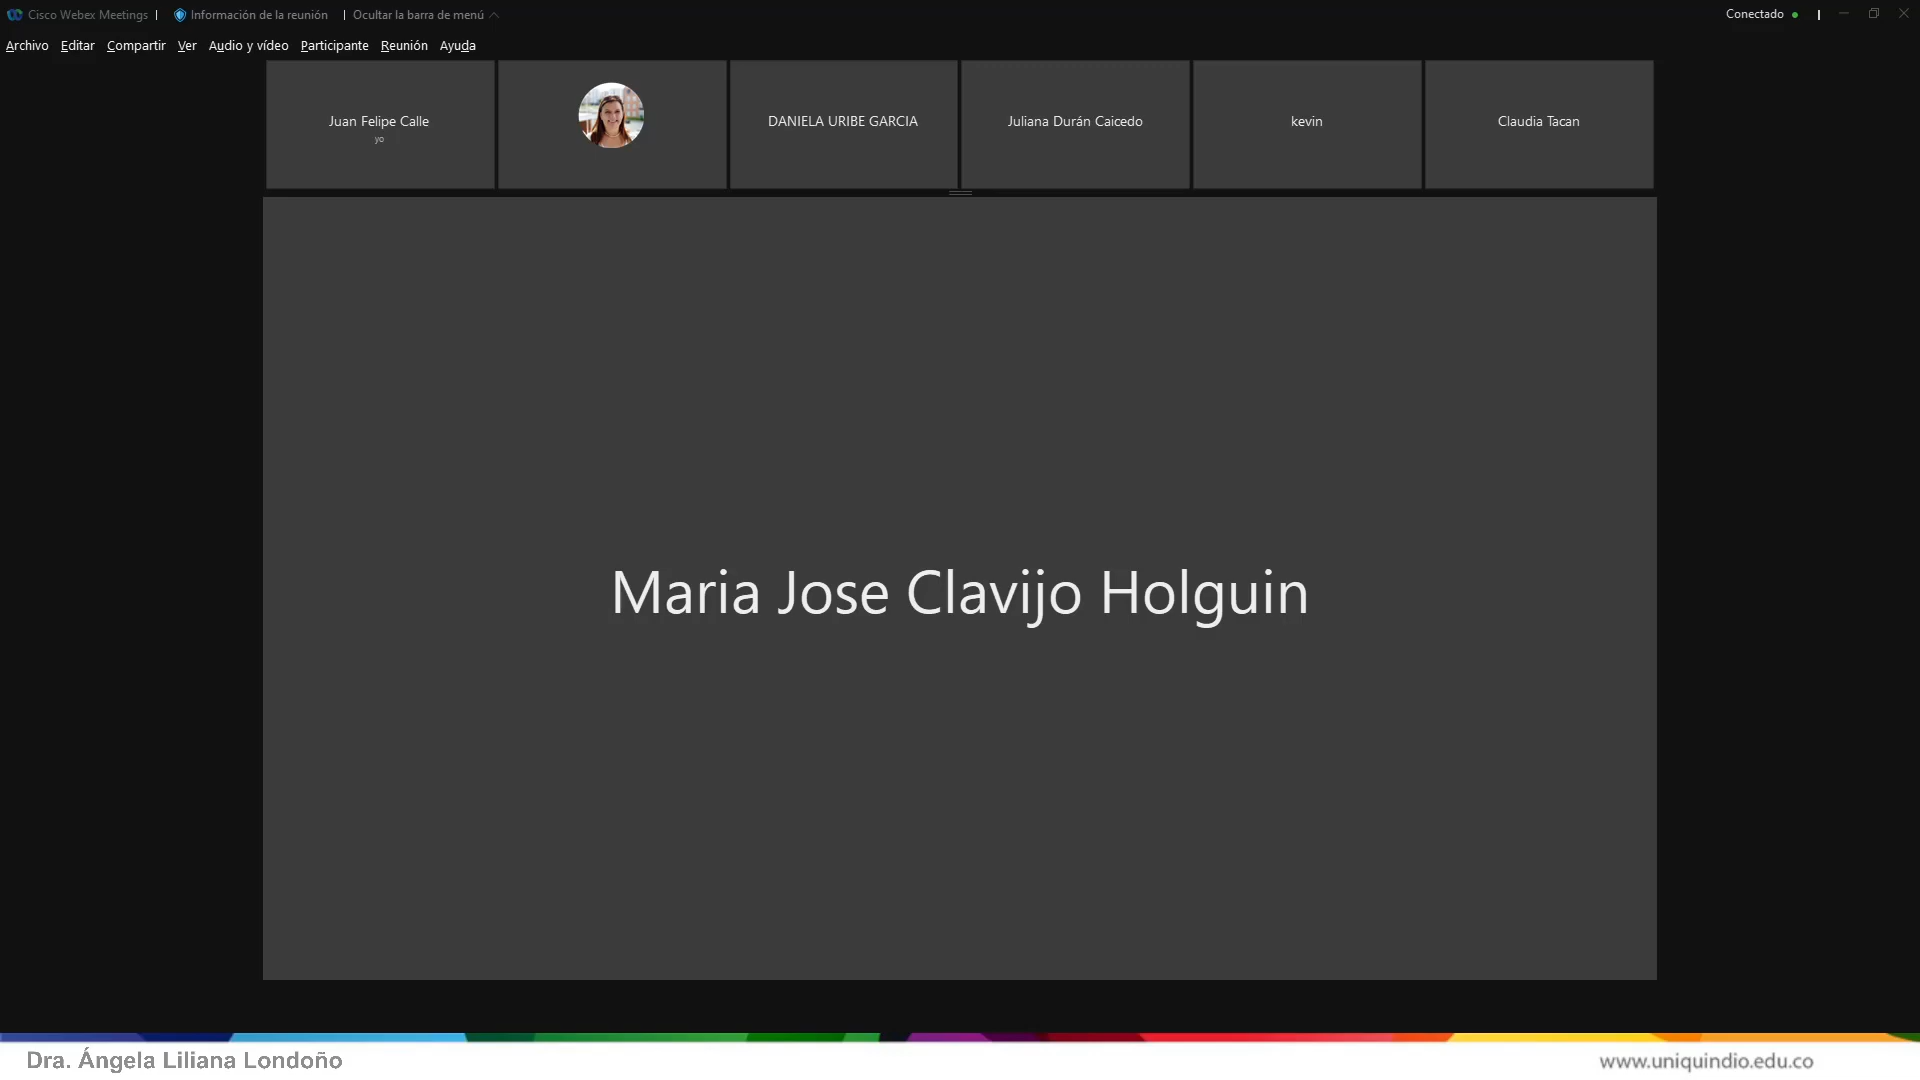 Cisco Webex Meetings | Información de la reunión | Ocultar la barra de menú
Conectado
Archivo Editar Compartir Ver Audio y vídeo Participante Reunión Ayuda
Juan Felipe Calle
yo
DANIELA URIBE GARCIA
Juliana Durán Caicedo
kevin
Claudia Tacan
Maria Jose Clavijo Holguin
Dra. Ángela Liliana Londoño
www.uniquindio.edu.co